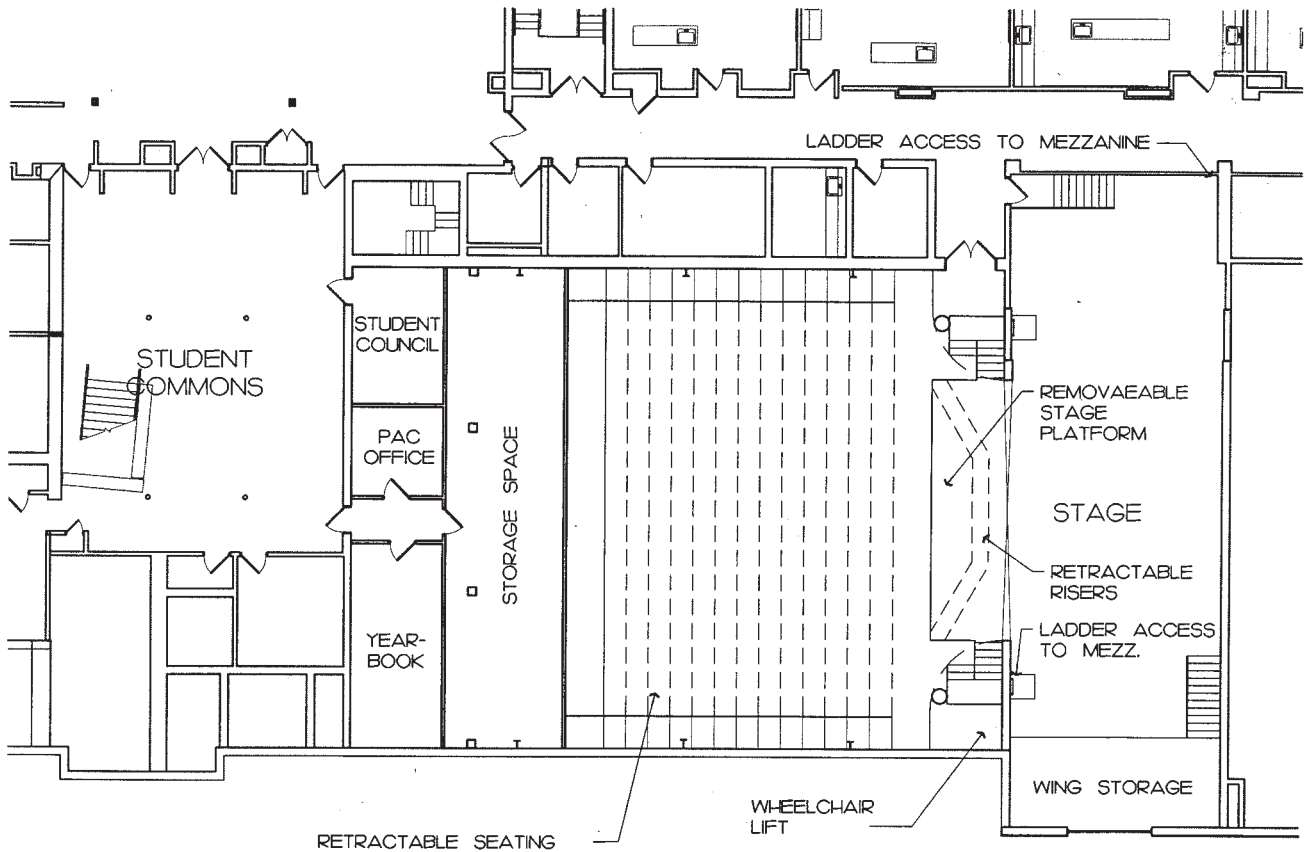 LADDER ACCESS TO MEZZANINE
STUDENT
COUNCIL
STUDENT
COMMONS
REMOVAEABLE
STAGE
PLATFORM
PAC
OFFICE
STORAGE SPACE
STAGE
RETRACTABLE
RISERS
YEAR-
BOOK
LADDER ACCESS
TO MEZZ.
WING STORAGE
WHEELCHAIR
LIFT
RETRACTABLE SEATING